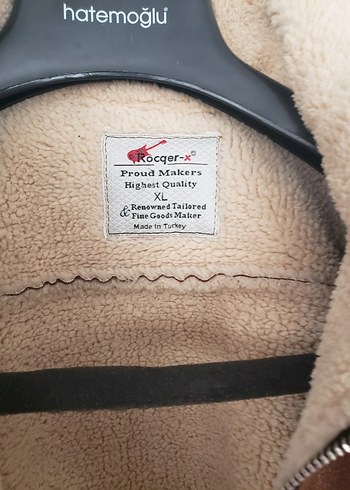 hatemoğlu
Rocqer-x©
Proud Makers
Highest Quality
XL
& Renowned Tailored
Fine Goods Maker
Made in Turkey